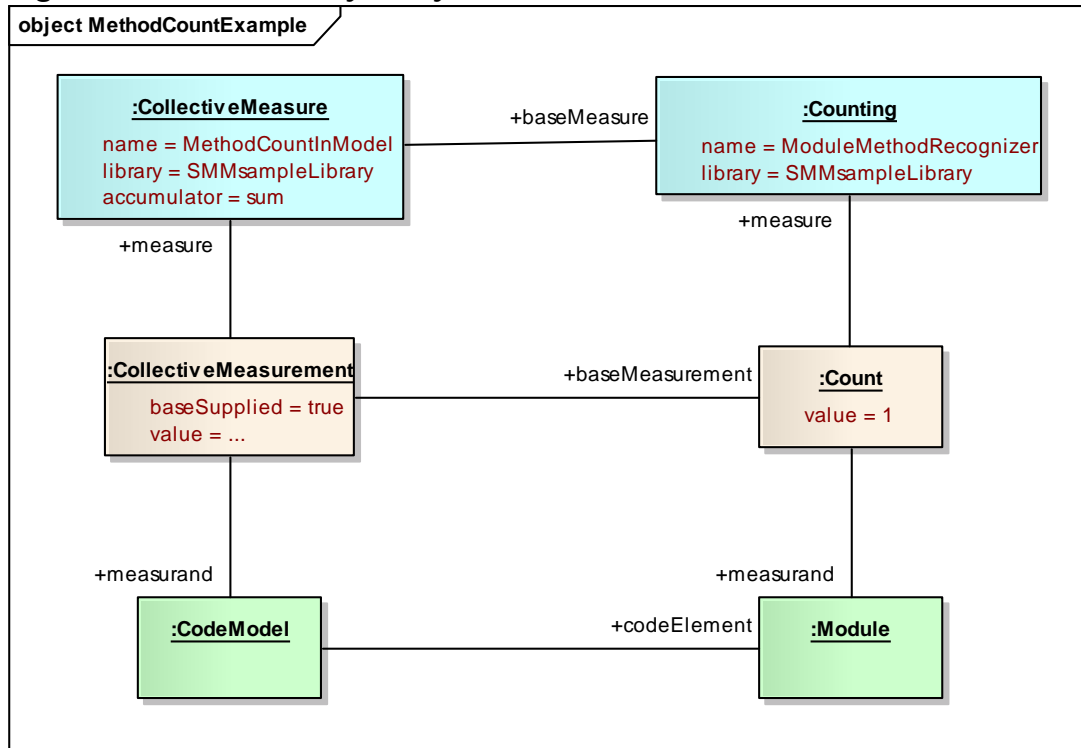 object MethodCountExample
:CollectiveMeasure
name = MethodCountInModel
library = SMMsampleLibrary
accumulator = sum
+baseMeasure
:Counting
name = ModuleMethodRecognizer
library = SMMsampleLibrary
+measure
+measure
:CollectiveMeasurement
baseSupplied = true
value = ...
+baseMeasurement
:Count
value = 1
+measurand
+measurand
:CodeModel
+codeElement
:Module